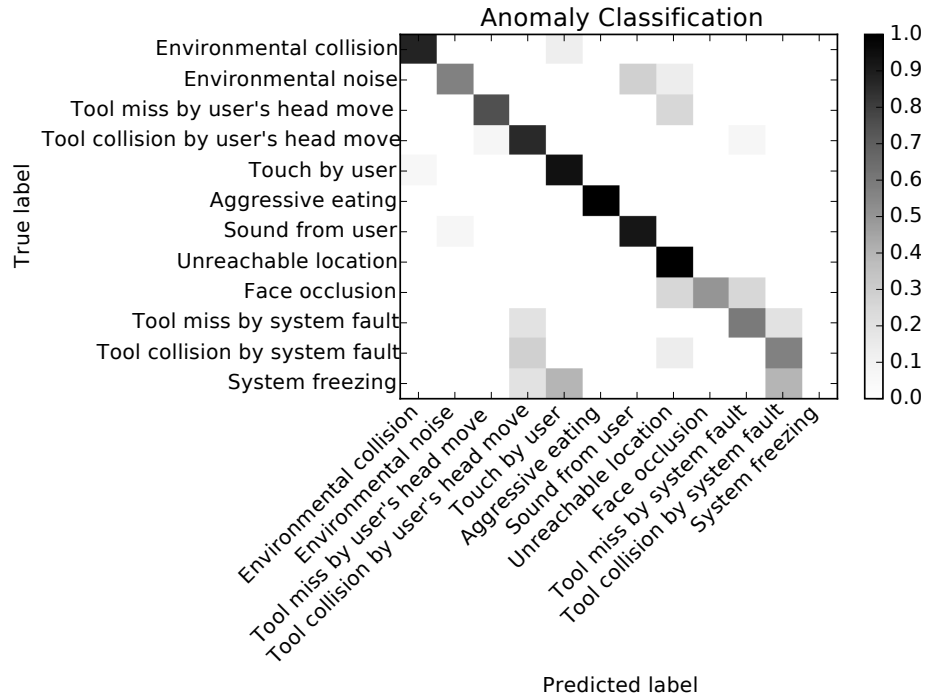 Anomaly Classification
True label
Environmental collision
Environmental noise
Tool miss by user's head move
Tool collision by user's head move
Touch by user
Aggressive eating
Sound from user
Unreachable location
Face occlusion
Tool miss by system fault
Tool collision by system fault
System freezing
Environmental collision
Environmental noise
Tool miss by user's head move
Tool collision by user's head move
Touch by user
Aggressive eating
Sound from user
Unreachable location
Face occlusion
Tool miss by system fault
Tool collision by system fault
System freezing
Predicted label
1.0
0.9
0.8
0.7
0.6
0.5
0.4
0.3
0.2
0.1
0.0